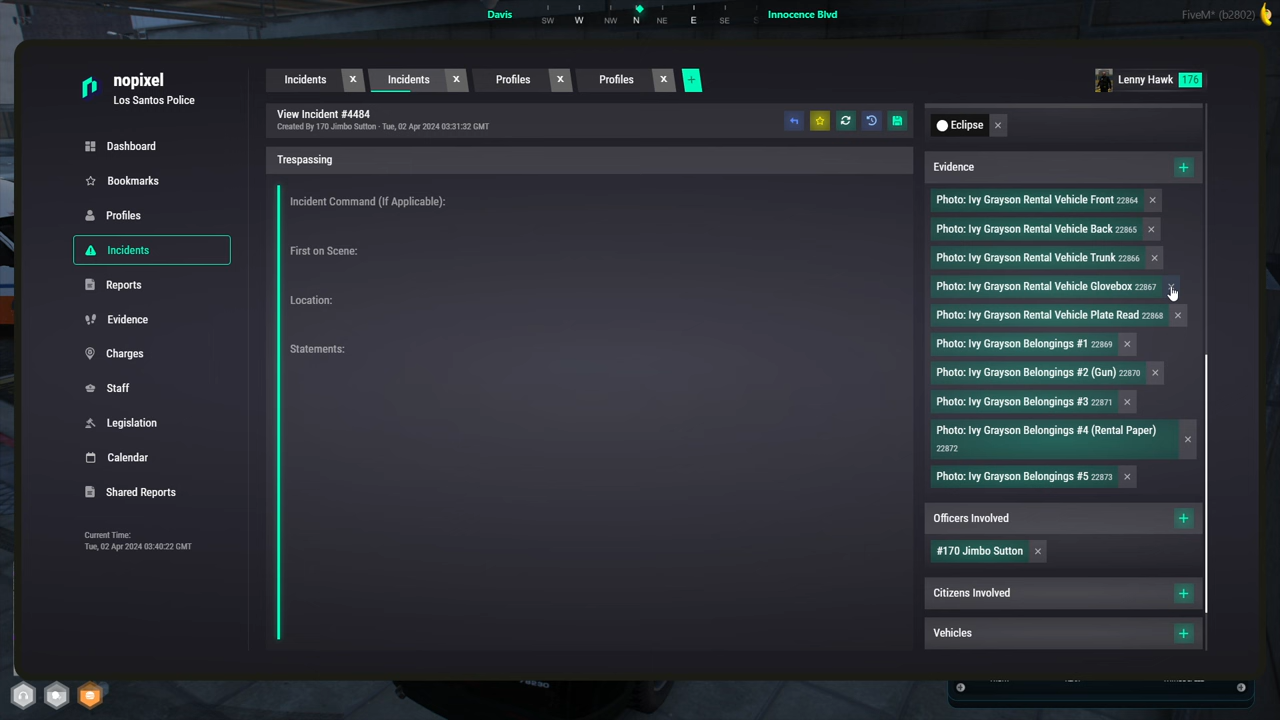 Davis
SW W NW N NE E SE S
Innocence Blvd
FiveM* (b2802)
nopixel
Los Santos Police
Incidents x
Incidents x
Profiles x
Profiles x
+
Lenny Hawk 176
Dashboard
Bookmarks
Profiles
Incidents
Reports
Evidence
Charges
Staff
Legislation
Calendar
Shared Reports
Current Time:
Tue, 02 Apr 2024 03:40:22 GMT
View Incident #4484
Created By 170 Jimbo Sutton - Tue, 02 Apr 2024 03:31:32 GMT
Trespassing
Incident Command (If Applicable):
First on Scene:
Location:
Statements:
Eclipse ×
Evidence +
Photo: Ivy Grayson Rental Vehicle Front 22864 ×
Photo: Ivy Grayson Rental Vehicle Back 22865 ×
Photo: Ivy Grayson Rental Vehicle Trunk 22866 ×
Photo: Ivy Grayson Rental Vehicle Glovebox 22867 ×
Photo: Ivy Grayson Rental Vehicle Plate Read 22868 ×
Photo: Ivy Grayson Belongings #1 22869 ×
Photo: Ivy Grayson Belongings #2 (Gun) 22870 ×
Photo: Ivy Grayson Belongings #3 22871 ×
Photo: Ivy Grayson Belongings #4 (Rental Paper)
22872 ×
Photo: Ivy Grayson Belongings #5 22873 ×
Officers Involved +
#170 Jimbo Sutton ×
Citizens Involved +
Vehicles +